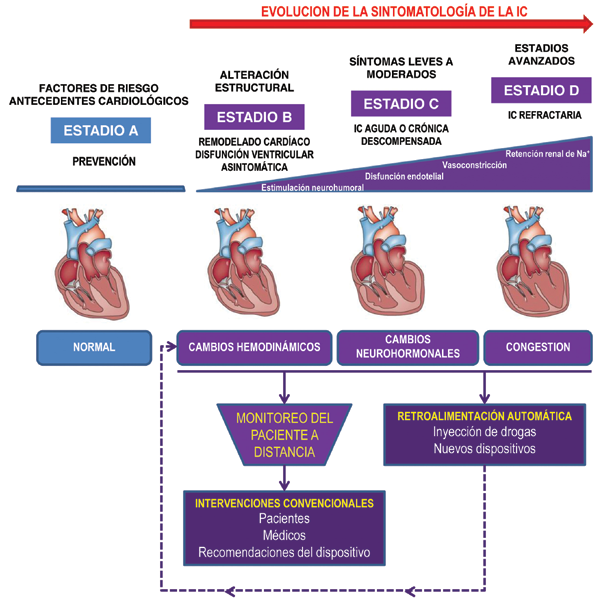 EVOLUCION DE LA SINTOMATOLOGÍA DE LA IC
FACTORES DE RIESGO
ANTECEDENTES CARDIOLÓGICOS
ESTADIO A
PREVENCIÓN
ALTERACIÓN
ESTRUCTURAL
ESTADIO B
REMODELADO CARDÍACO
DISFUNCIÓN VENTRICULAR
ASINTOMÁTICA
SÍNTOMAS LEVES A
MODERADOS
ESTADIO C
IC AGUDA O CRÓNICA
DESCOMPENSADA
ESTADIOS
AVANZADOS
ESTADIO D
IC REFRACTARIA
Estimulación neurohumoral
Disfunción endotelial
Vasoconstricción
Retención renal de Na⁺
NORMAL
CAMBIOS HEMODINÁMICOS
CAMBIOS
NEUROHORMONALES
CONGESTION
MONITOREO DEL
PACIENTE A
DISTANCIA
RETROALIMENTACIÓN AUTOMÁTICA
Inyección de drogas
Nuevos dispositivos
INTERVENCIONES CONVENCIONALES
Pacientes
Médicos
Recomendaciones del dispositivo